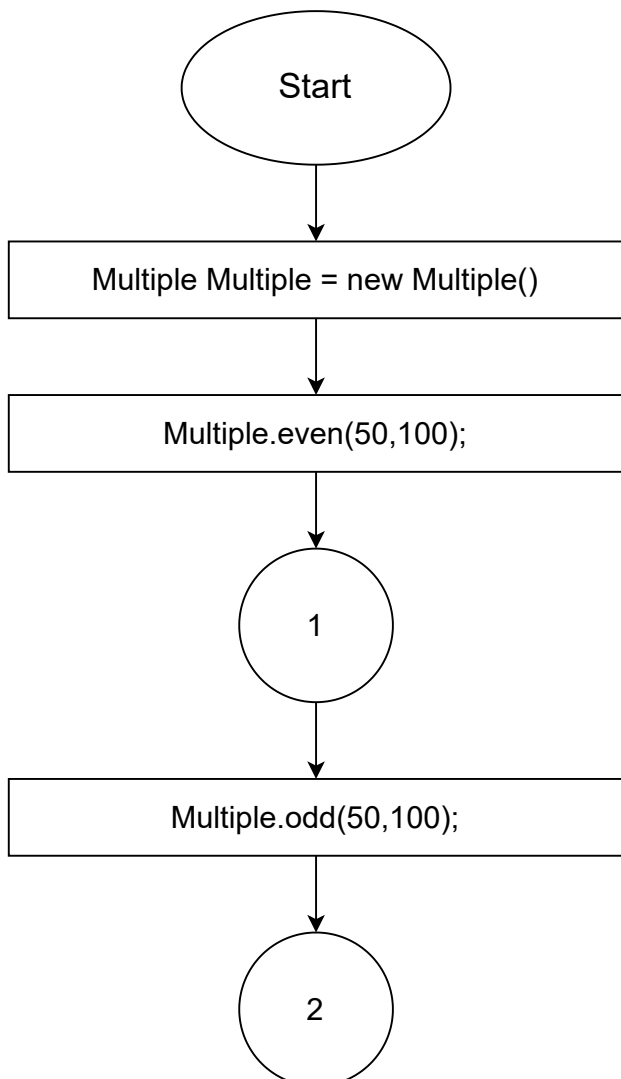 Start
Multiple Multiple = new Multiple()
Multiple.even(50,100);
1
Multiple.odd(50,100);
2